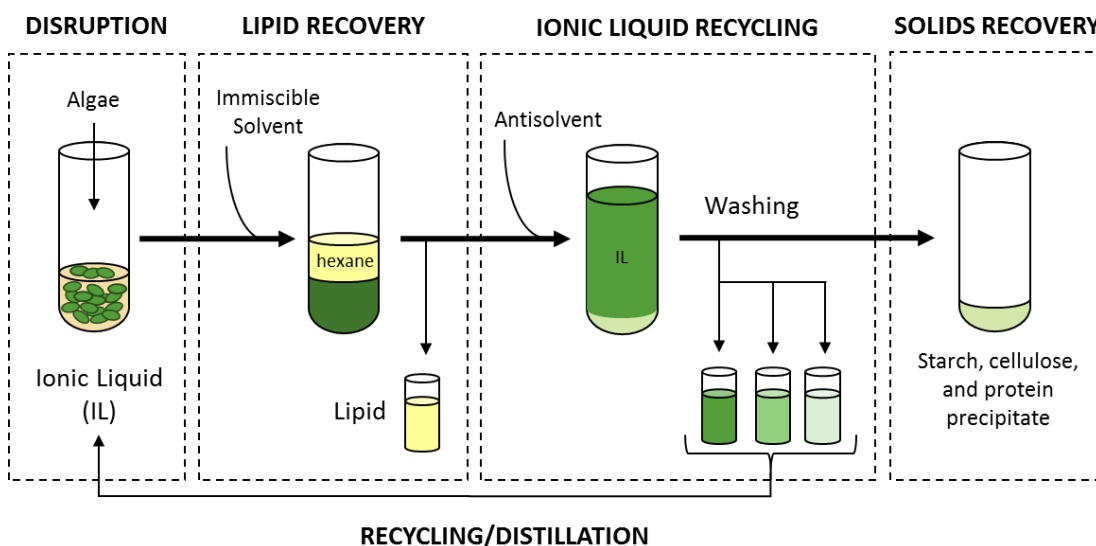 DISRUPTION
LIPID RECOVERY
IONIC LIQUID RECYCLING
SOLIDS RECOVERY
Algae
Ionic Liquid
(IL)
Immiscible
Solvent
hexane
Lipid
Antisolvent
IL
Washing
Starch, cellulose,
and protein
precipitate
RECYCLING/DISTILLATION